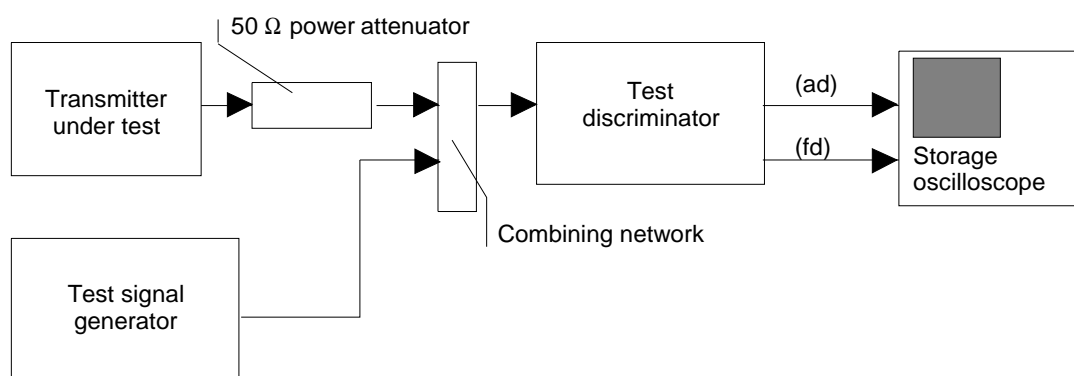 50 Ω power attenuator
Transmitter
under test
Test
discriminator
(ad)
(fd)
Storage
oscilloscope
Combining network
Test signal
generator